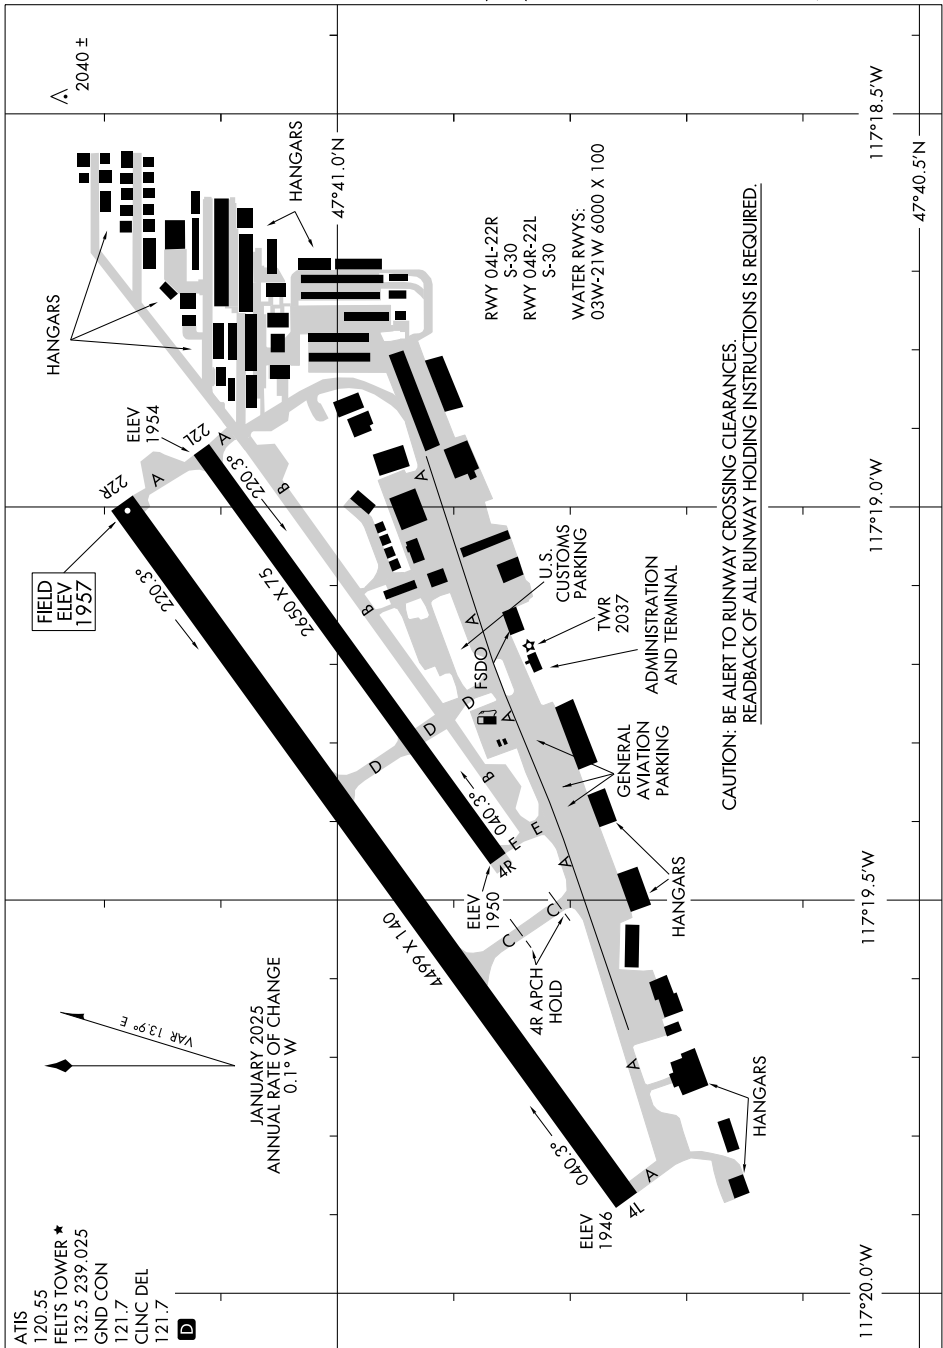 ATIS
120.55
FELTS TOWER ★
132.5 239.025
GND CON
121.7
CLNC DEL
121.7
D
JANUARY 2025
ANNUAL RATE OF CHANGE
0.1° W
VAR 13.9° E
FIELD
ELEV
1957
22R
A
220.3°
4499 X 140
040.3°
4L
ELEV
1946
A
ELEV
1954
22L
A
220.3°
2650 X 75
040.3°
4R
ELEV
1950
B
B
B
D
D
D
E
E
C
C
4R APCH
HOLD
A
A
A
A
A
HANGARS
HANGARS
2040 ±
U.S.
CUSTOMS
PARKING
FSDO
TWR
2037
ADMINISTRATION
AND TERMINAL
GENERAL
AVIATION
PARKING
HANGARS
HANGARS
RWY 04L-22R
S-30
RWY 04R-22L
S-30
WATER RWYS:
03W-21W 6000 X 100
CAUTION: BE ALERT TO RUNWAY CROSSING CLEARANCES.
READBACK OF ALL RUNWAY HOLDING INSTRUCTIONS IS REQUIRED.
47°41.0'N
47°40.5'N
117°20.0'W
117°19.5'W
117°19.0'W
117°18.5'W